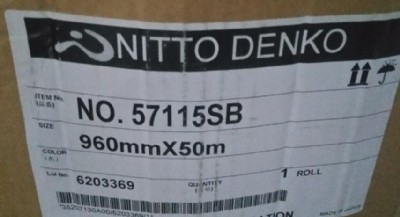 NITTO DENKO
ITEM No. NO. 57115SB
SIZE 960mmX50m
COLOR
Lot No. 6203369 QUANTITY 1 ROLL